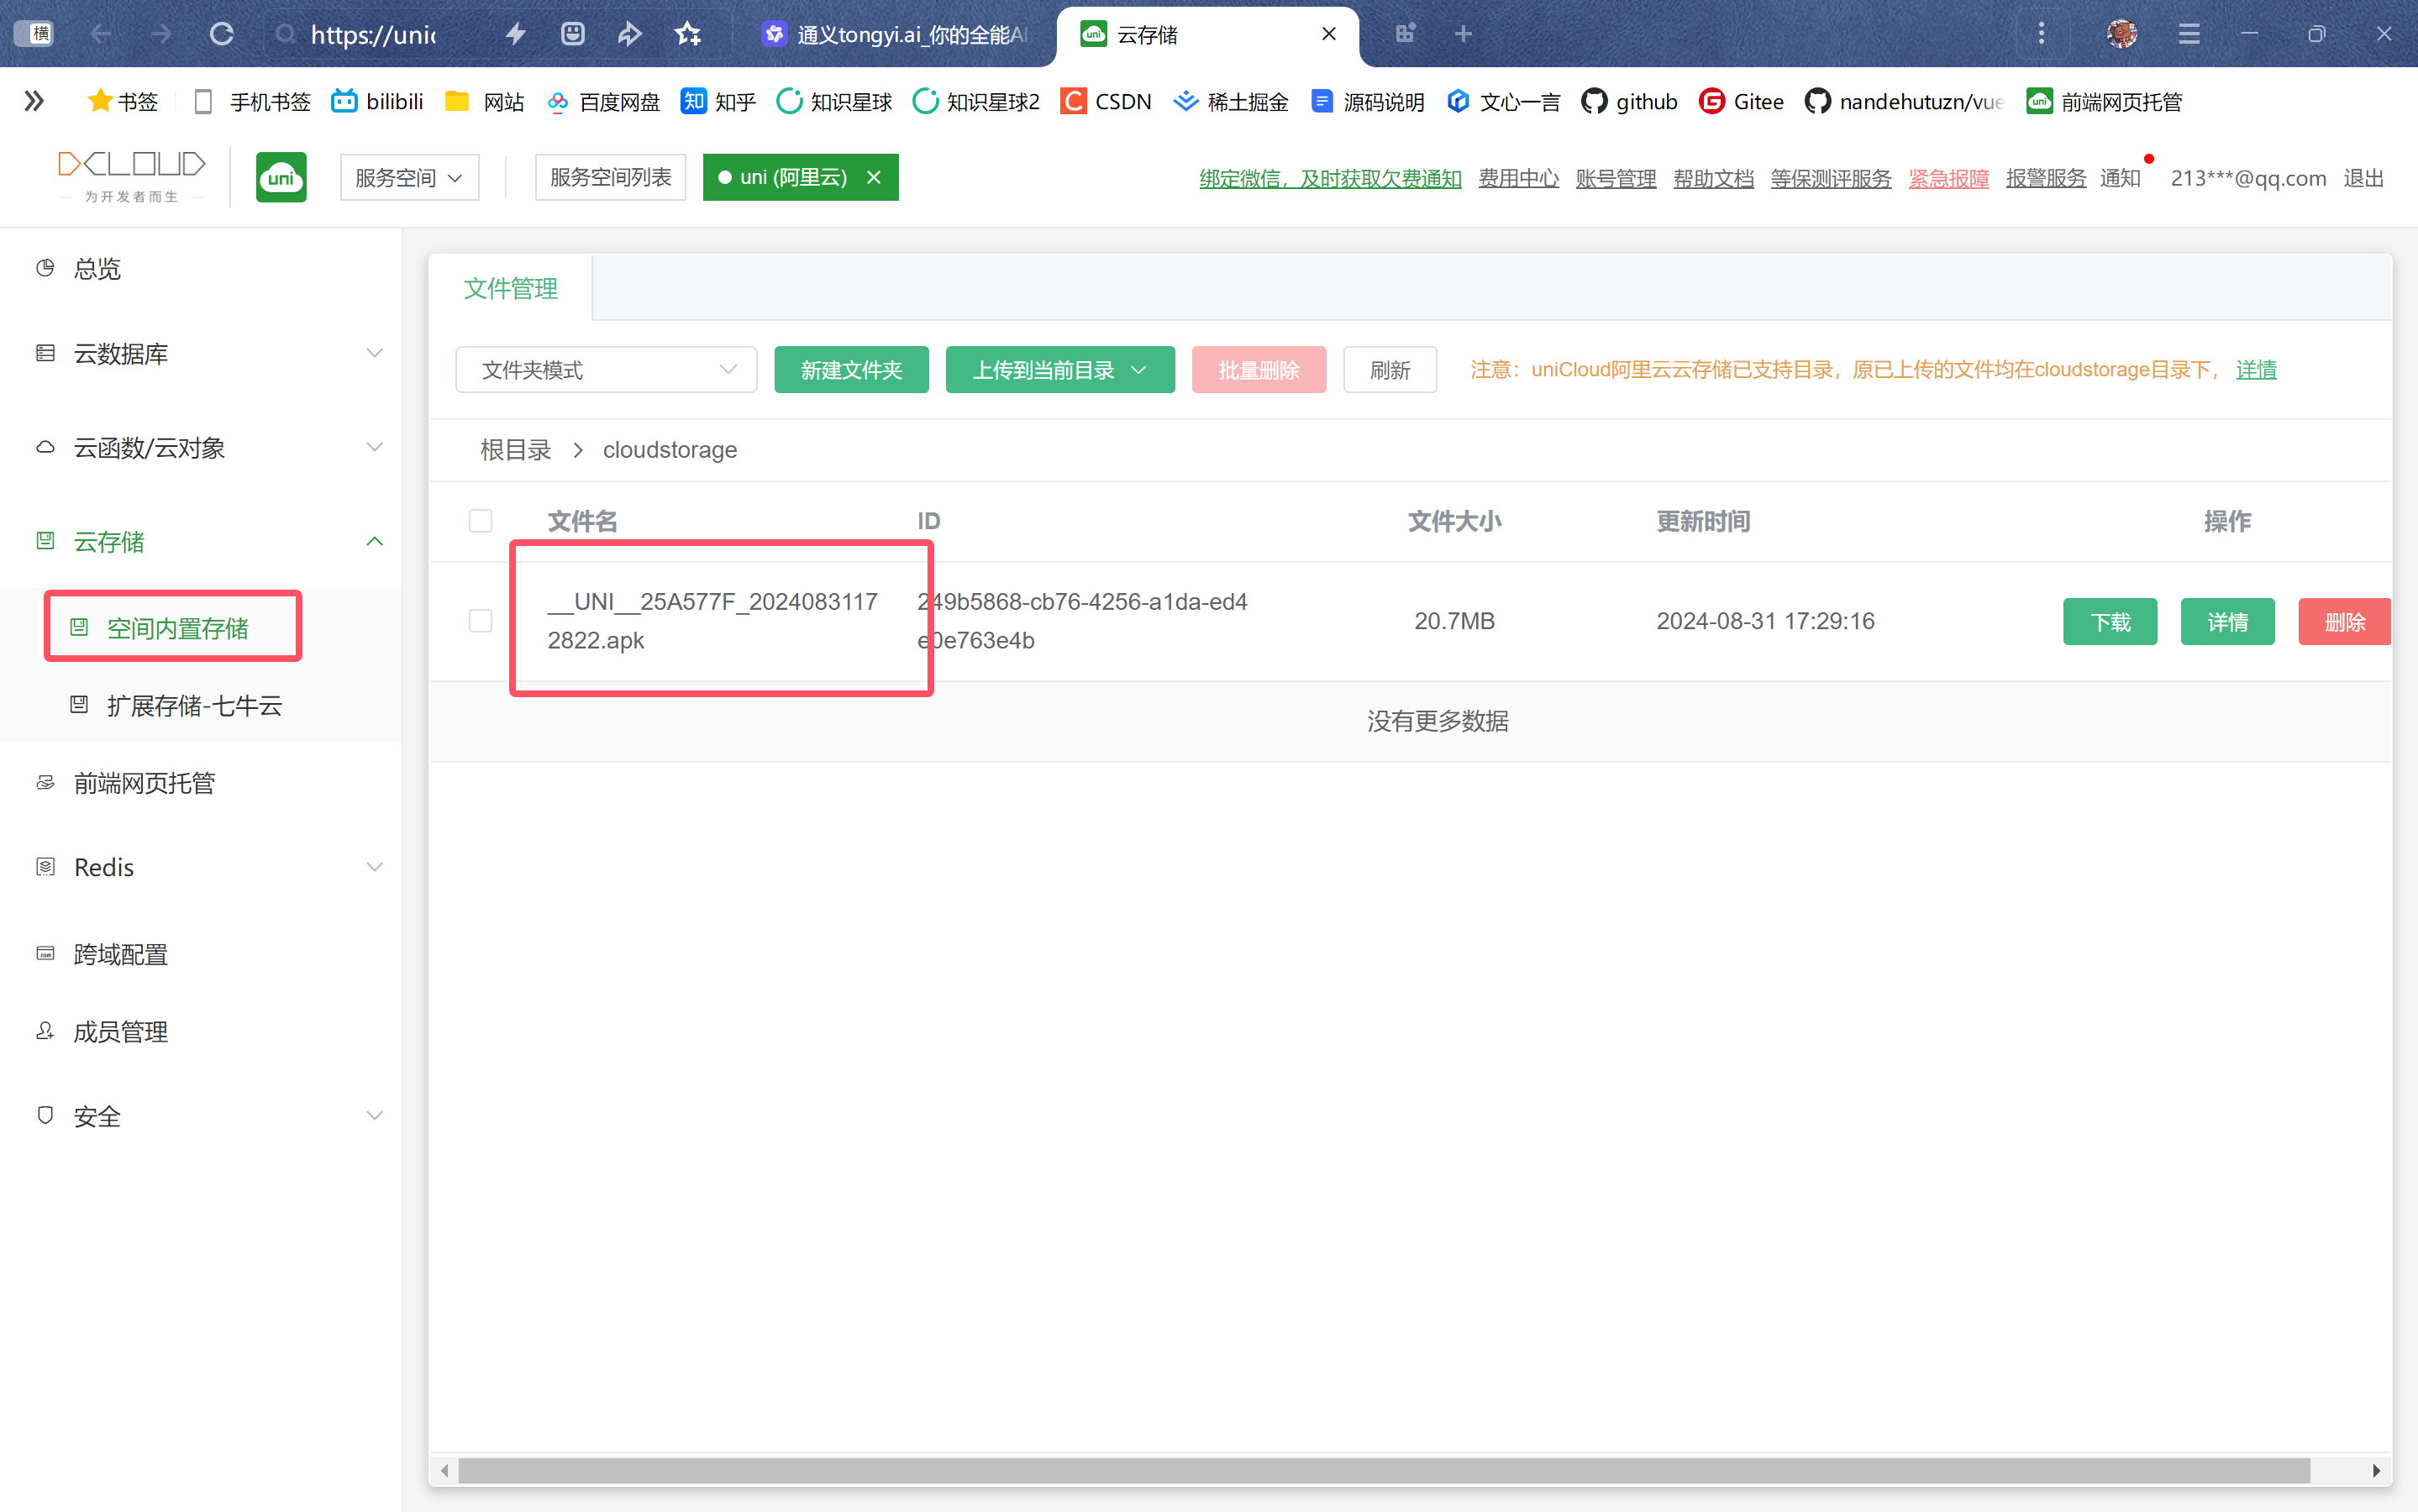 横
https://unic
通义tongyi.ai_你的全能AI
云存储
书签
手机书签
bilibili
网站
百度网盘
知 知乎
知识星球
知识星球2
CSDN
稀土掘金
源码说明
文心一言
github
Gitee
nandehutuzn/vue
前端网页托管
DCLOUD
为开发者而生
uni
服务空间
服务空间列表
uni (阿里云)
绑定微信，及时获取欠费通知
费用中心
账号管理
帮助文档
等保测评服务
紧急报障
报警服务
通知
213***@qq.com
退出
总览
云数据库
云函数/云对象
云存储
空间内置存储
扩展存储-七牛云
前端网页托管
Redis
跨域配置
成员管理
安全
文件管理
文件夹模式
新建文件夹
上传到当前目录
批量删除
刷新
注意：uniCloud阿里云云存储已支持目录，原已上传的文件均在cloudstorage目录下， 详情
根目录 > cloudstorage
文件名 ID 文件大小 更新时间 操作
__UNI__25A577F_2024083117
2822.apk
249b5868-cb76-4256-a1da-ed4
e0e763e4b
20.7MB
2024-08-31 17:29:16
下载
详情
删除
没有更多数据